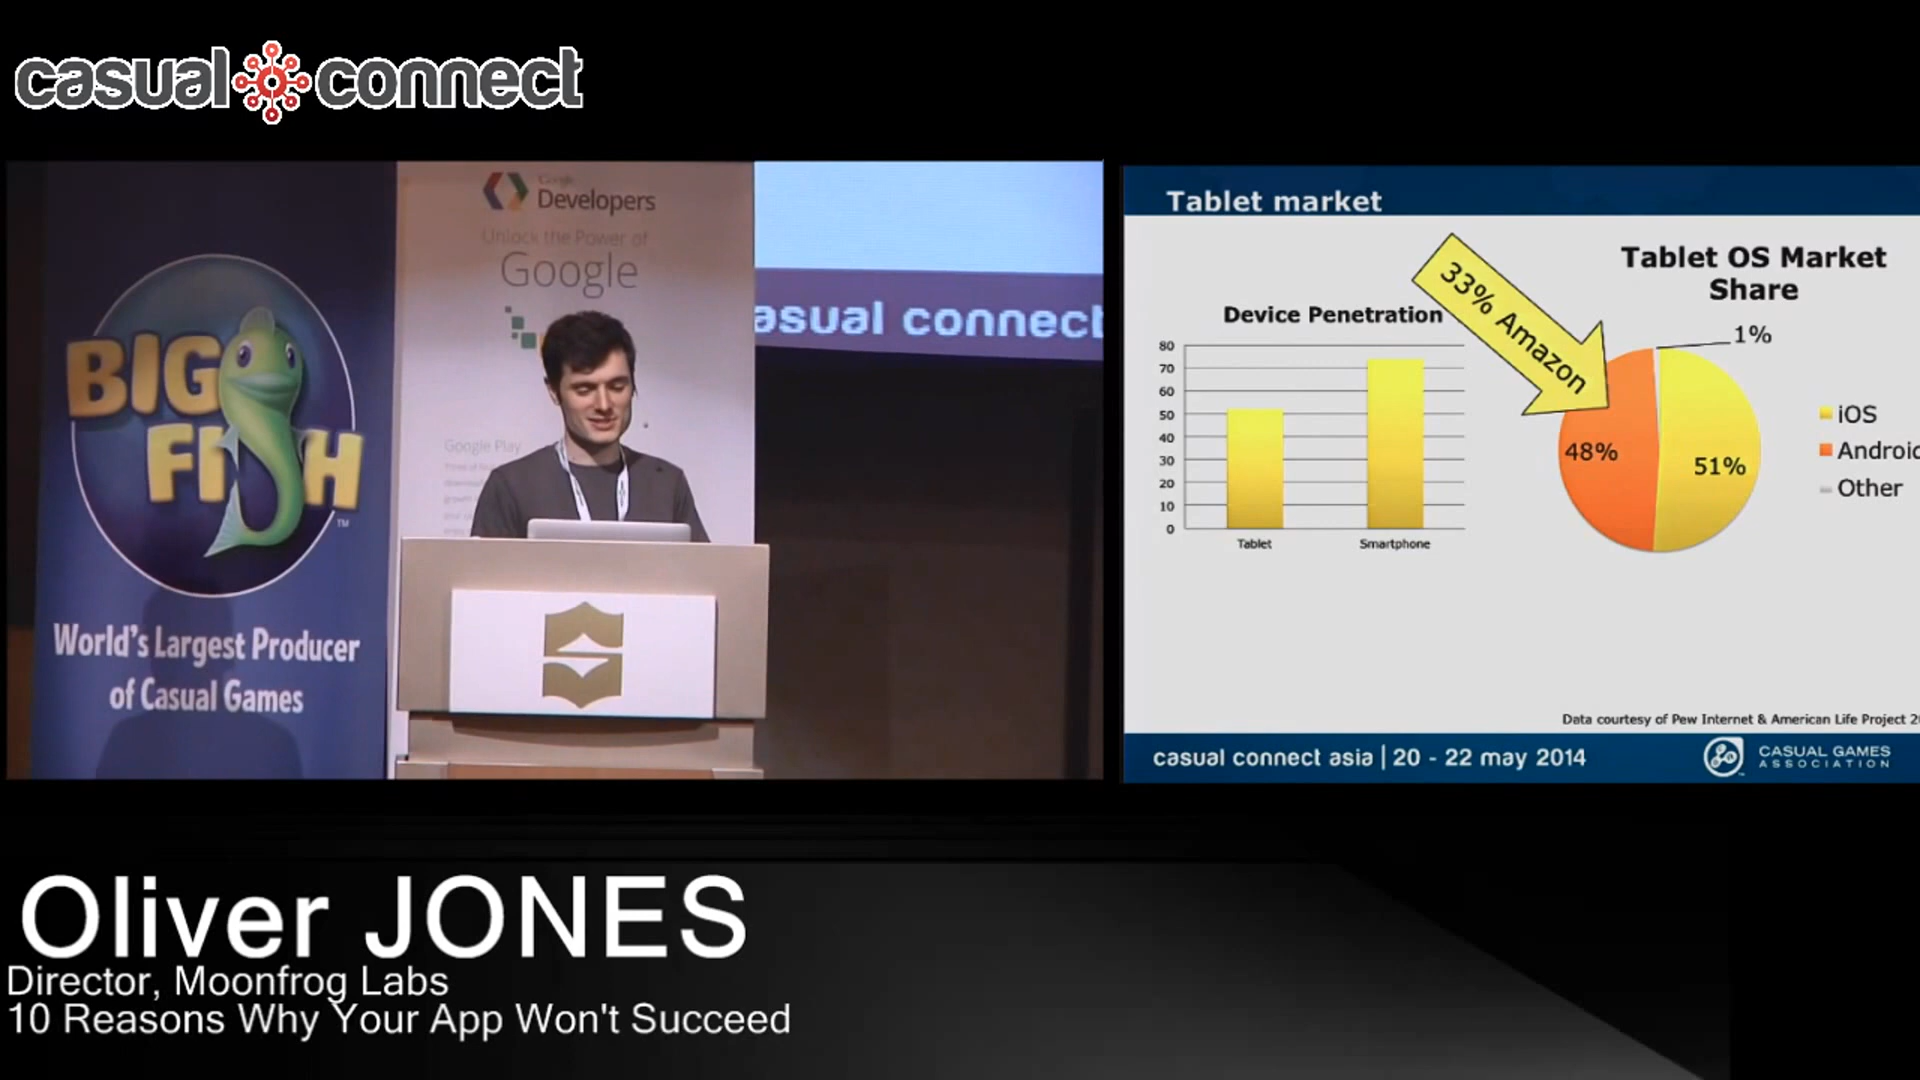 casual connect
Google
Developers
Unlock the Power of
Google
Google Play
BIG
FISH
TM
World's Largest Producer
of Casual Games
asual connect
Tablet market
33% Amazon
Device Penetration
80
70
60
50
40
30
20
10
0
Tablet
Smartphone
Tablet OS Market
Share
1%
48%
51%
iOS
Android
Other
Data courtesy of Pew Internet & American Life Project
casual connect asia | 20 - 22 may 2014
CASUAL GAMES
ASSOCIATION
Oliver JONES
Director, Moonfrog Labs
10 Reasons Why Your App Won't Succeed